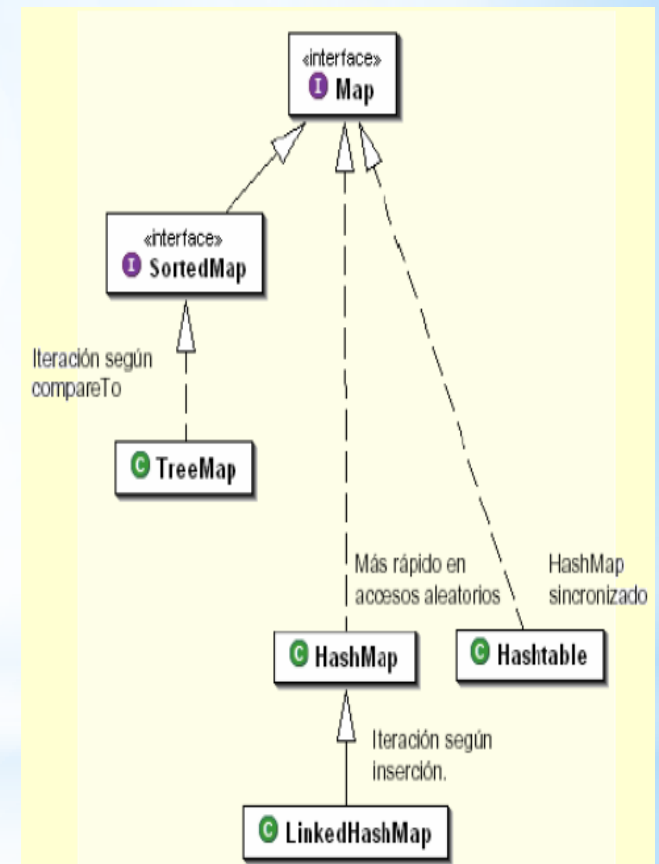 «interface»
I Map
«interface»
I SortedMap
Iteración según
compareTo
C TreeMap
Más rápido en
accesos aleatorios
HashMap
sincronizado
C HashMap
C Hashtable
Iteración según
inserción.
C LinkedHashMap